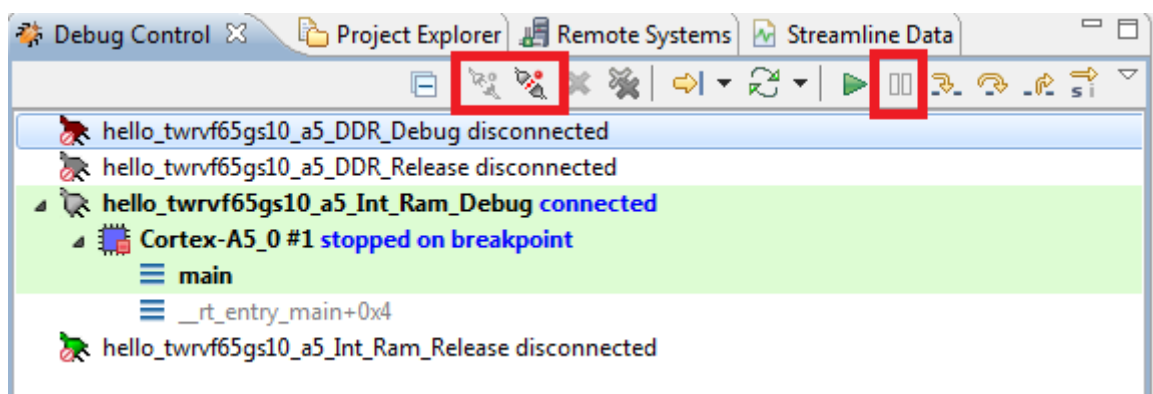 Debug Control Project Explorer Remote Systems Streamline Data
s i
hello_twrvf65gs10_a5_DDR_Debug disconnected
hello_twrvf65gs10_a5_DDR_Release disconnected
hello_twrvf65gs10_a5_Int_Ram_Debug connected
Cortex-A5_0 #1 stopped on breakpoint
main
__rt_entry_main+0x4
hello_twrvf65gs10_a5_Int_Ram_Release disconnected